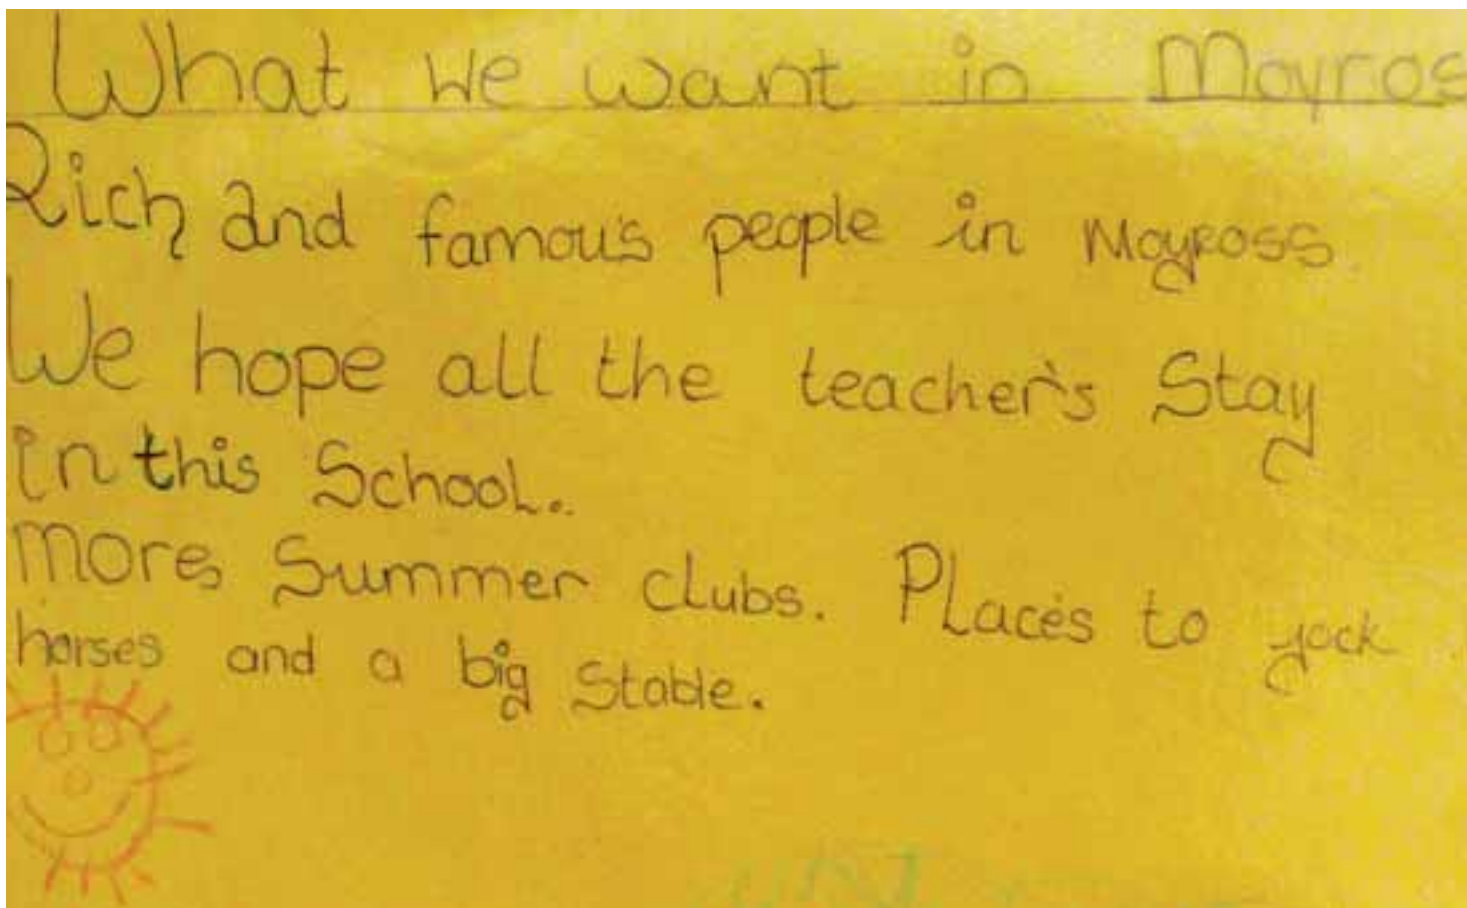 What we want in Moyros
Rich and famous people in Moyross.
We hope all the teacher's Stay
in this School.
More Summer clubs. Places to jock
horses and a big Stable.